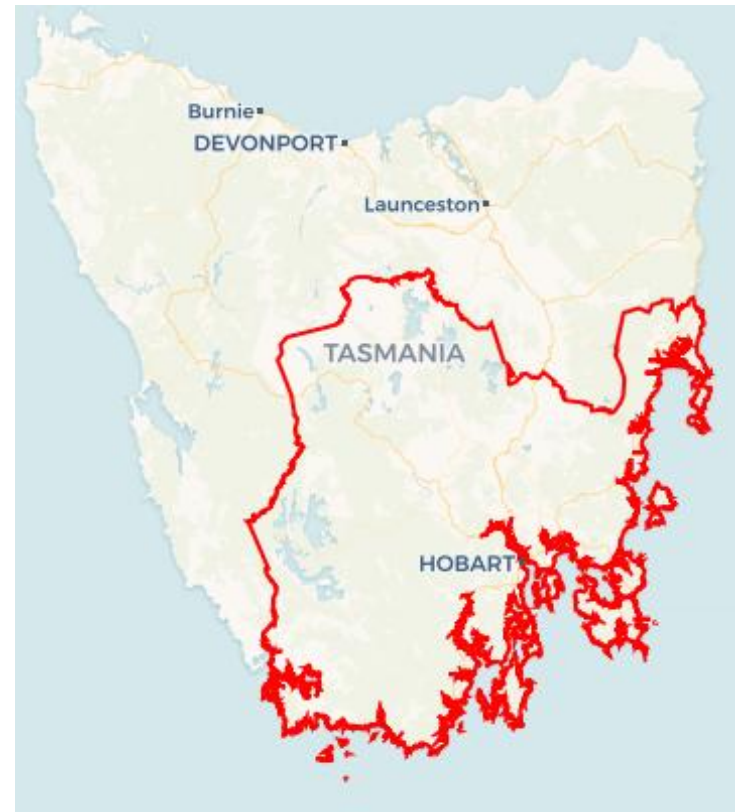 Burnie
DEVONPORT
Launceston
TASMANIA
HOBART